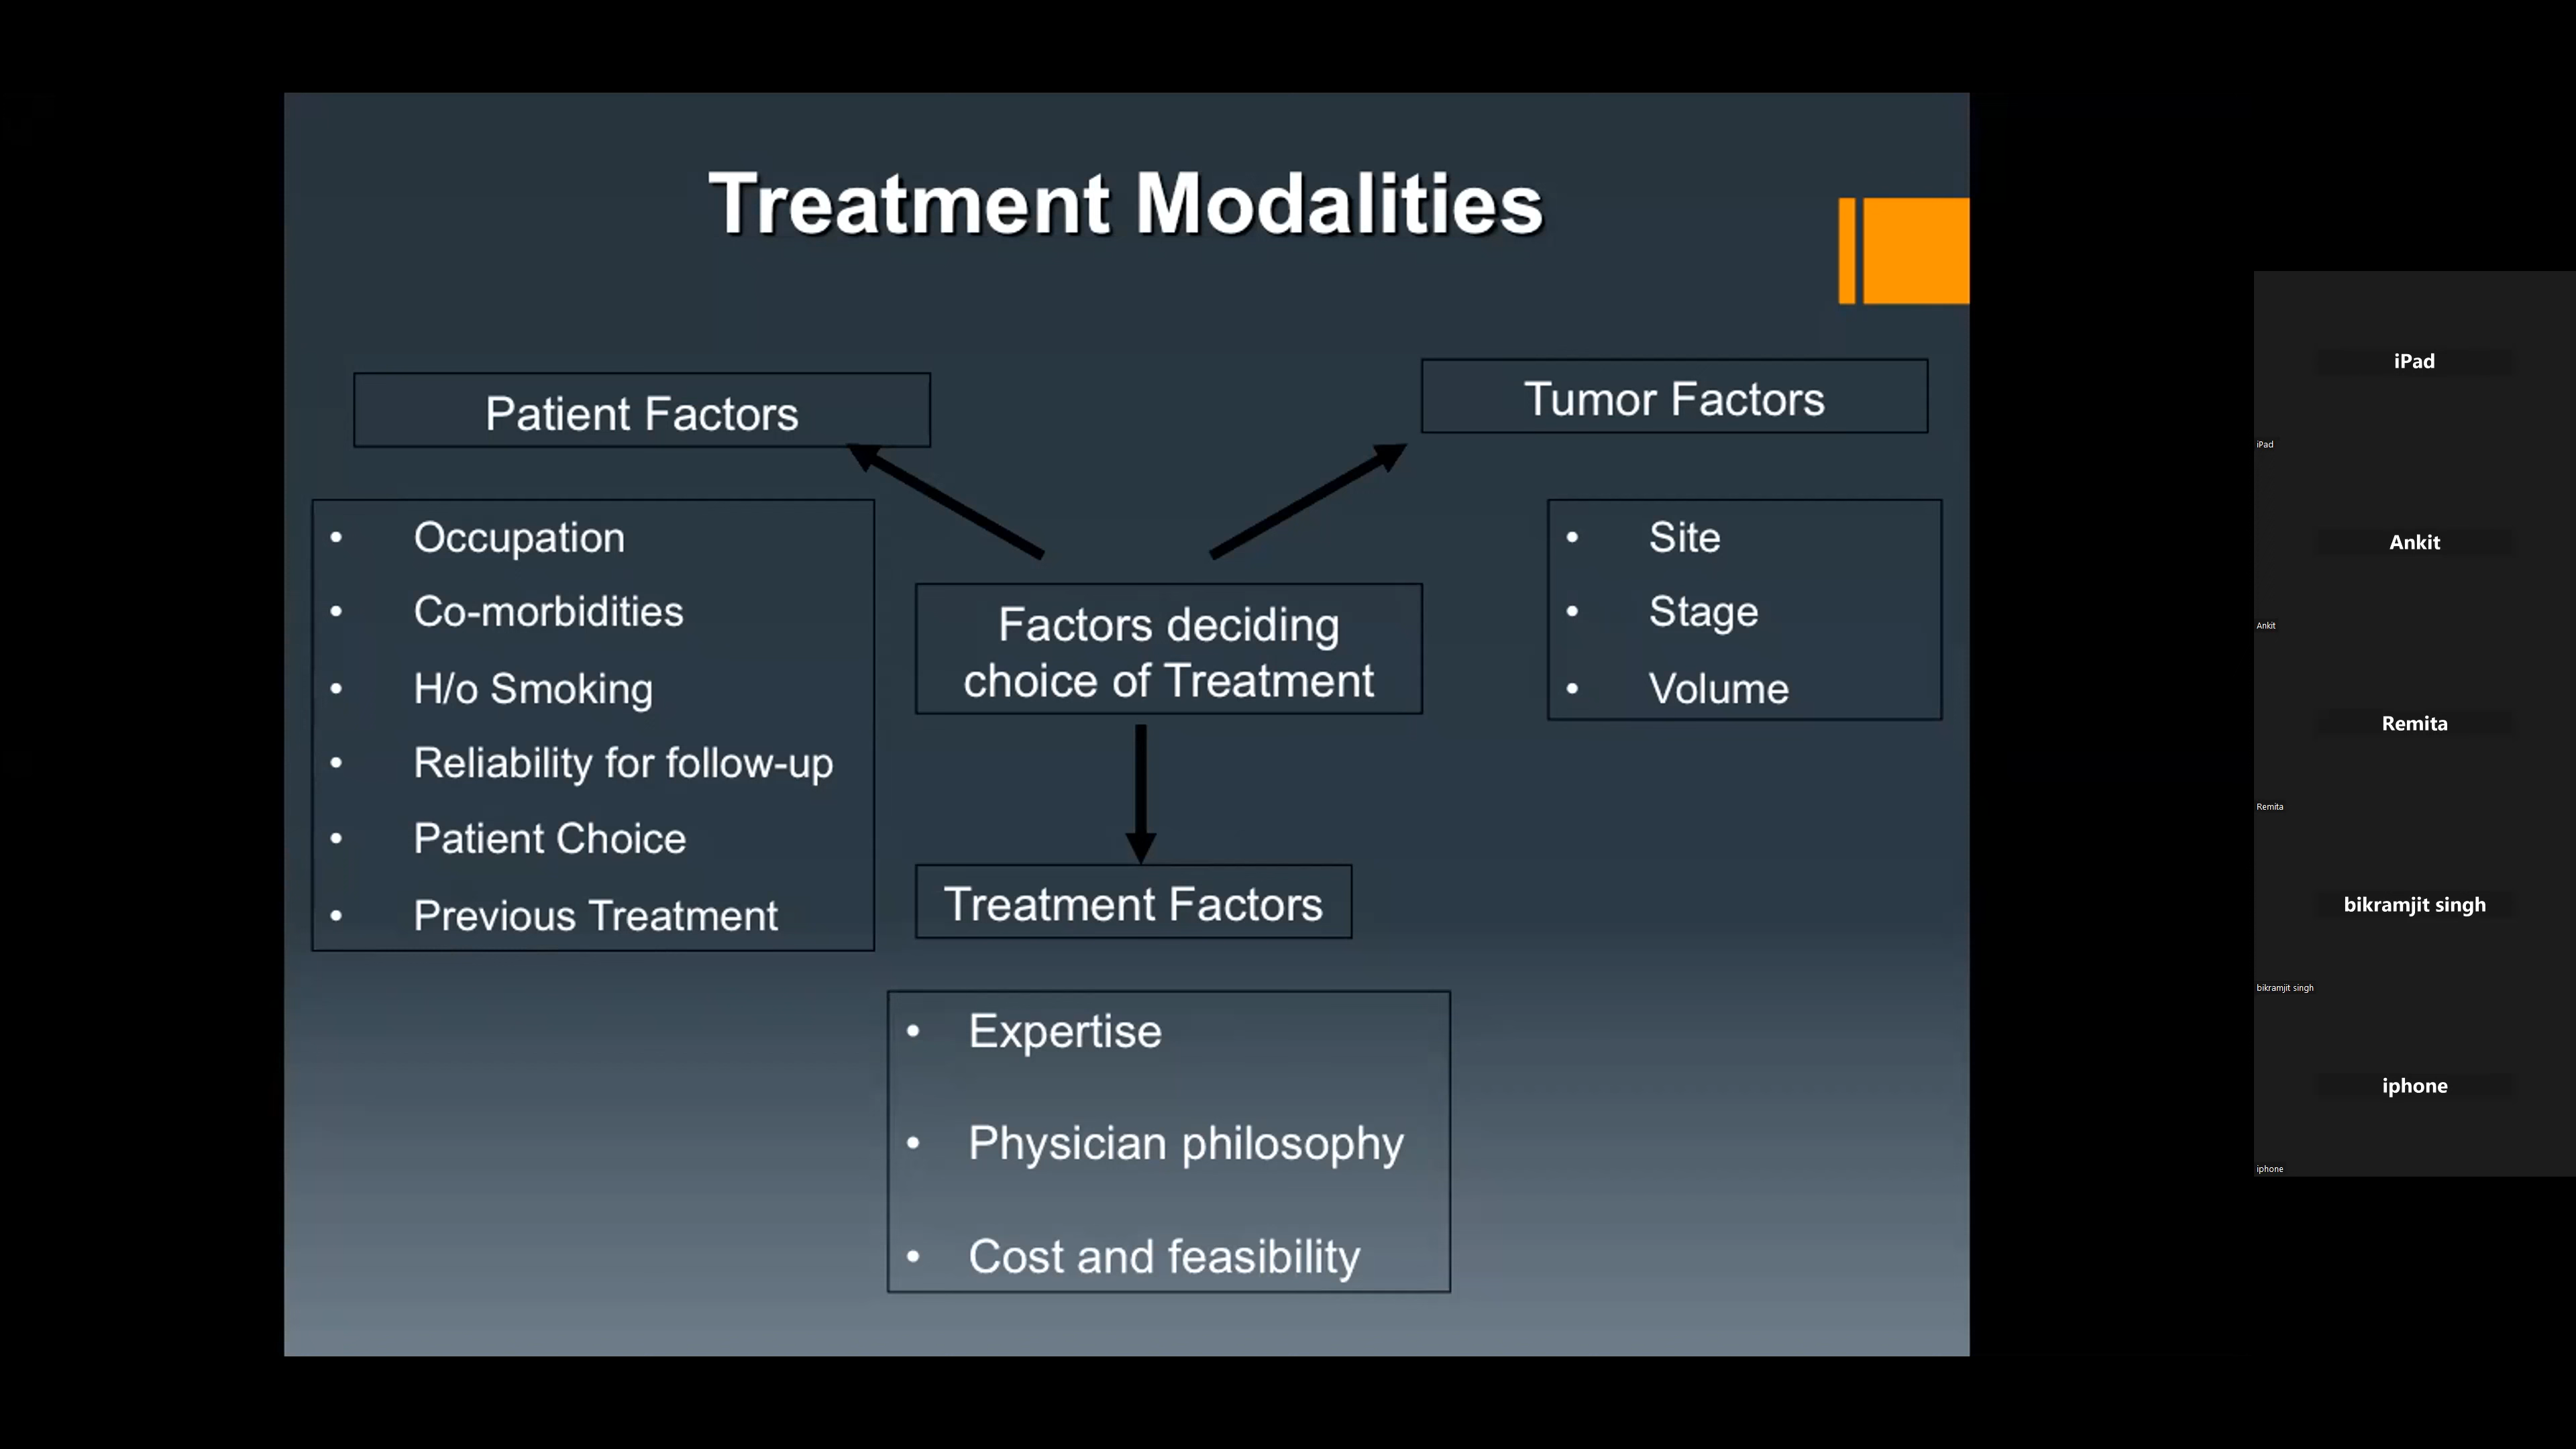 Treatment Modalities
Patient Factors
Tumor Factors
• Occupation
• Co-morbidities
• H/o Smoking
• Reliability for follow-up
• Patient Choice
• Previous Treatment
Factors deciding
choice of Treatment
• Site
• Stage
• Volume
Treatment Factors
• Expertise
• Physician philosophy
• Cost and feasibility
iPad
iPad
Ankit
Ankit
Remita
Remita
bikramjit singh
bikramjit singh
iphone
iphone